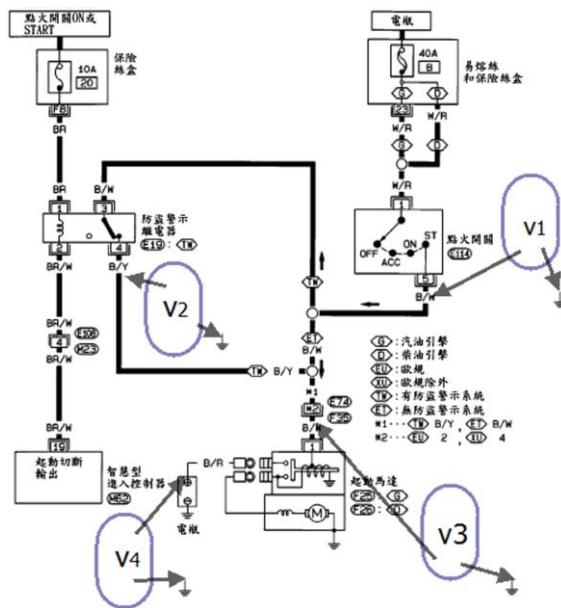 點火開關ON或
START
電瓶
保險
絲盒
10A
20
F8
BR
40A
B
易熔絲
和保險絲盒
G
D
23
W/R
W/R
G
D
W/R
BR
B/W
1
3
1
防盜警示
繼電器
E19 : TW
點火開關
E114
OFF
ACC
ON
ST
V1
2
4
5
BR/W
B/Y
B/W
V2
TW
BR/W
4
E106
M23
BR/W
ET
B/W
TW
B/Y
*1
*2
E74
F35
B/W
G : 汽油引擎
D : 柴油引擎
EU : 歐規
XU : 歐規除外
TW : 有防盜警示系統
ET : 無防盜警示系統
*1 ··· TW B/Y , ET B/W
*2 ··· EU 2 , XU 4
19
起動切斷
輸出
智慧型
進入控制器
M62
B/R
電瓶
1
M
起動馬達
F25 : G
F26 : D
V4
V3